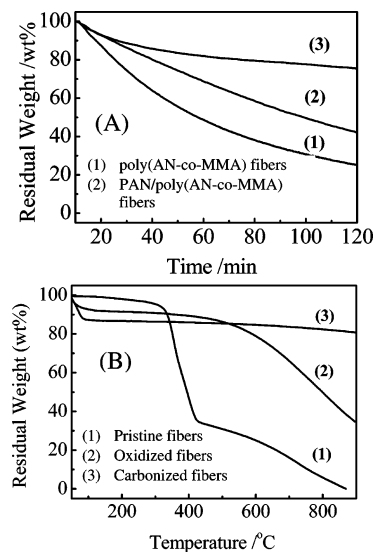 Residual Weight /wt%
100
80
60
40
20
0
(3)
(2)
(A)
(1)
(1) poly(AN-co-MMA) fibers
(2) PAN/poly(AN-co-MMA)
fibers
20 40 60 80 100 120
Time /min
Residual Weight (wt%)
100
80
60
40
20
0
(B)
(3)
(2)
(1)
(1) Pristine fibers
(2) Oxidized fibers
(3) Carbonized fibers
200 400 600 800
Temperature /°C